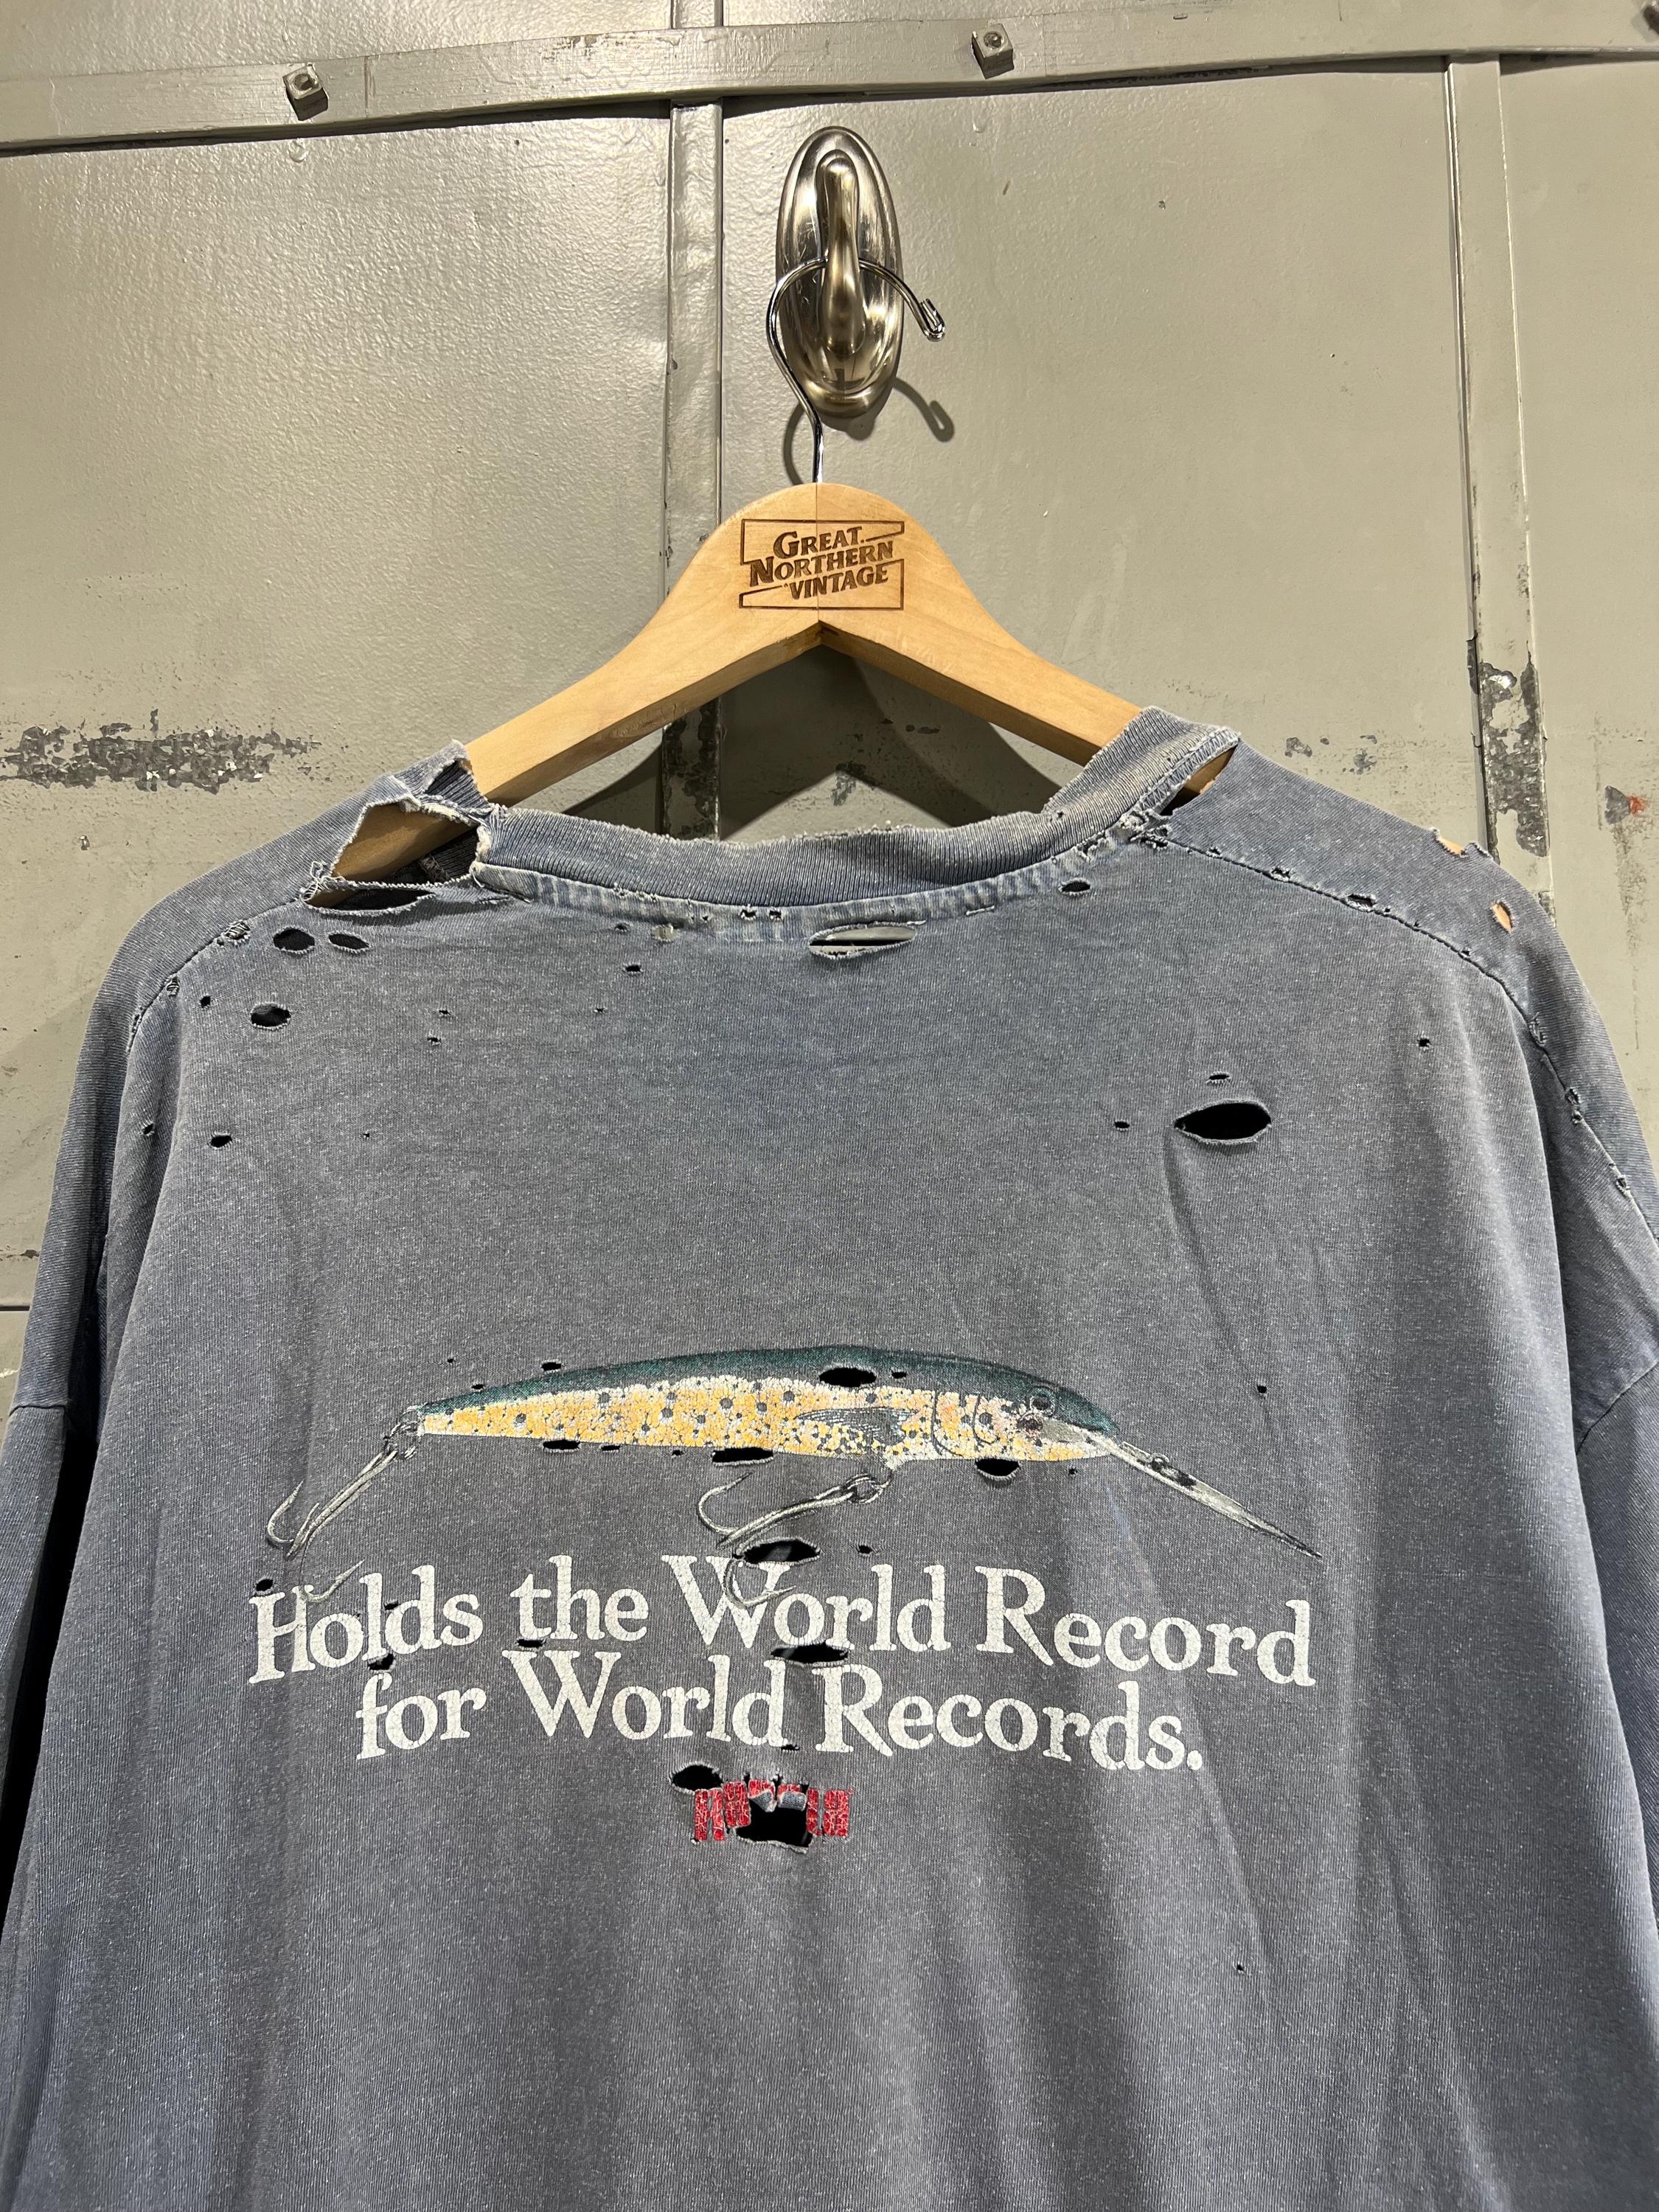 GREAT
NORTHERN
VINTAGE
Holds the World Record
for World Records.